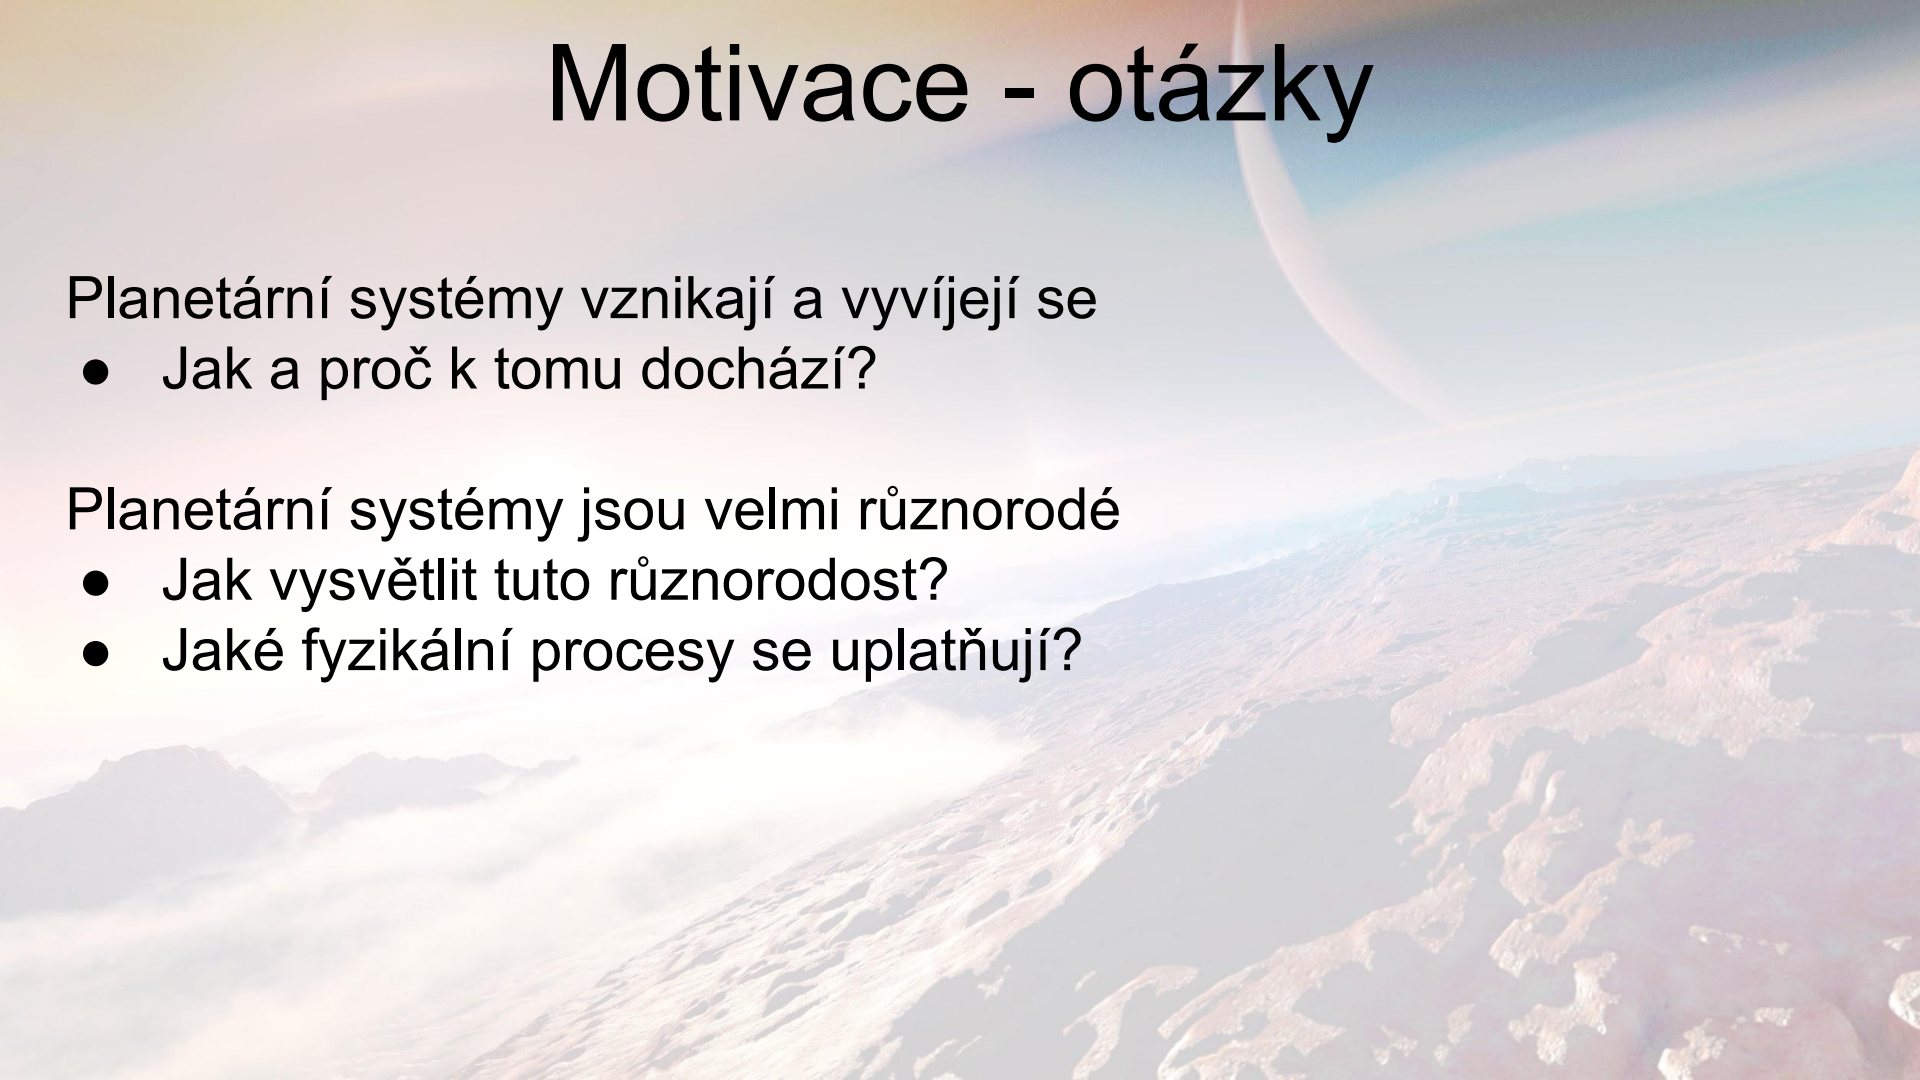 Motivace - otázky
Planetární systémy vznikají a vyvíjejí se
● Jak a proč k tomu dochází?
Planetární systémy jsou velmi různorodé
● Jak vysvětlit tuto různorodost?
● Jaké fyzikální procesy se uplatňují?